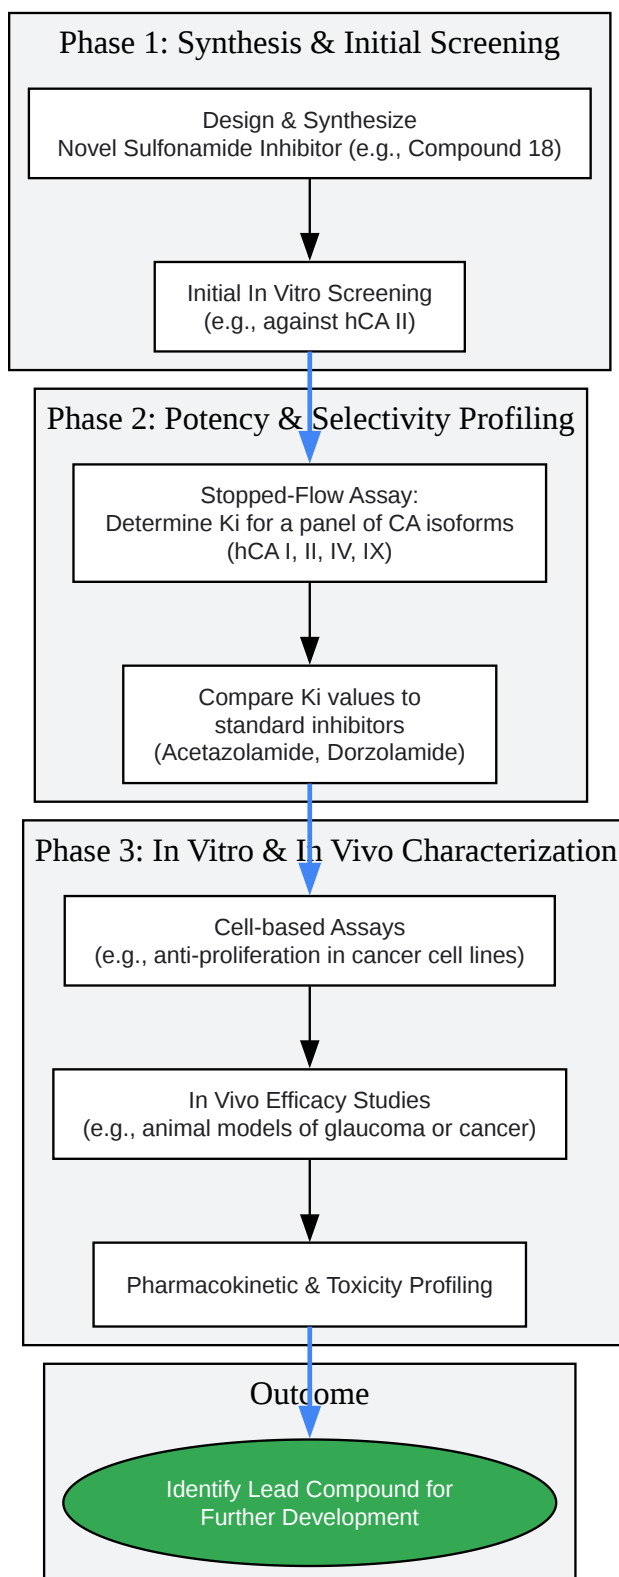 Phase 1: Synthesis & Initial Screening
Design & Synthesize
Novel Sulfonamide Inhibitor (e.g., Compound 18)
Initial In Vitro Screening
(e.g., against hCA II)
Phase 2: Potency & Selectivity Profiling
Stopped-Flow Assay:
Determine Ki for a panel of CA isoforms
(hCA I, II, IV, IX)
Compare Ki values to
standard inhibitors
(Acetazolamide, Dorzolamide)
Phase 3: In Vitro & In Vivo Characterization
Cell-based Assays
(e.g., anti-proliferation in cancer cell lines)
In Vivo Efficacy Studies
(e.g., animal models of glaucoma or cancer)
Pharmacokinetic & Toxicity Profiling
Outcome
Identify Lead Compound for
Further Development